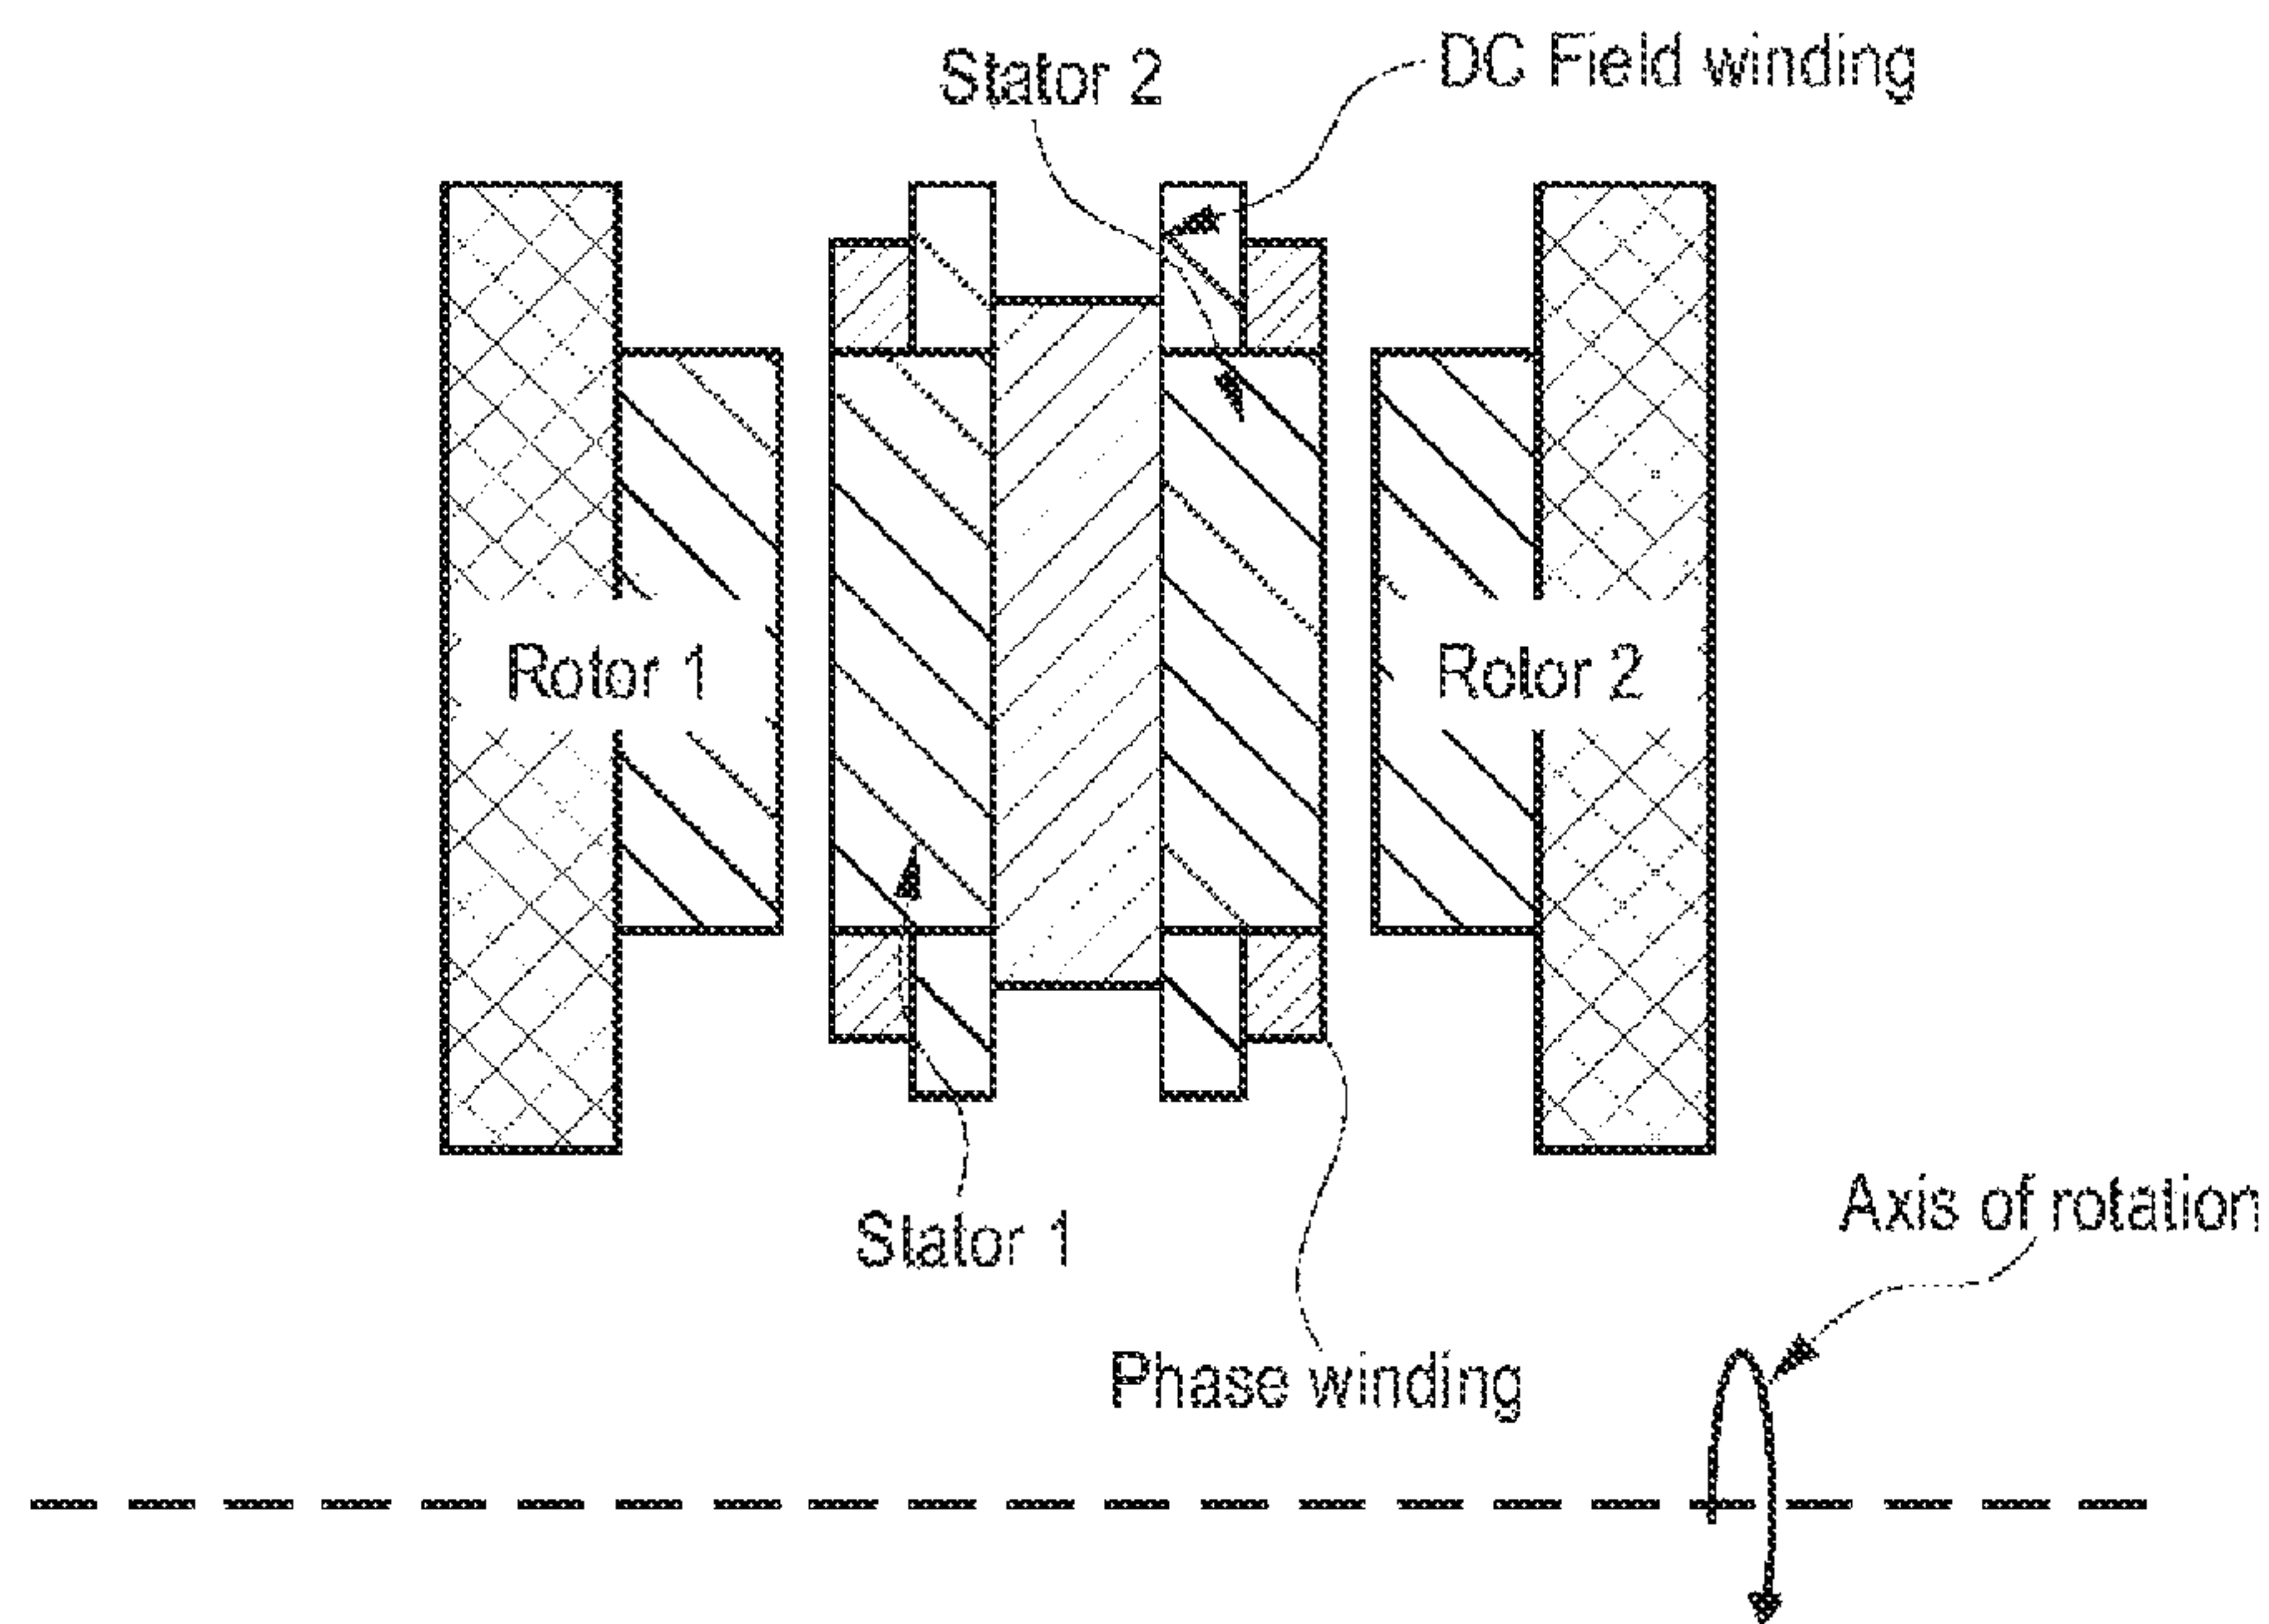 DC Field winding
Stator 2
Rotor 1
Rotor 2
Axis of rotation
Stator 1
Phase winding